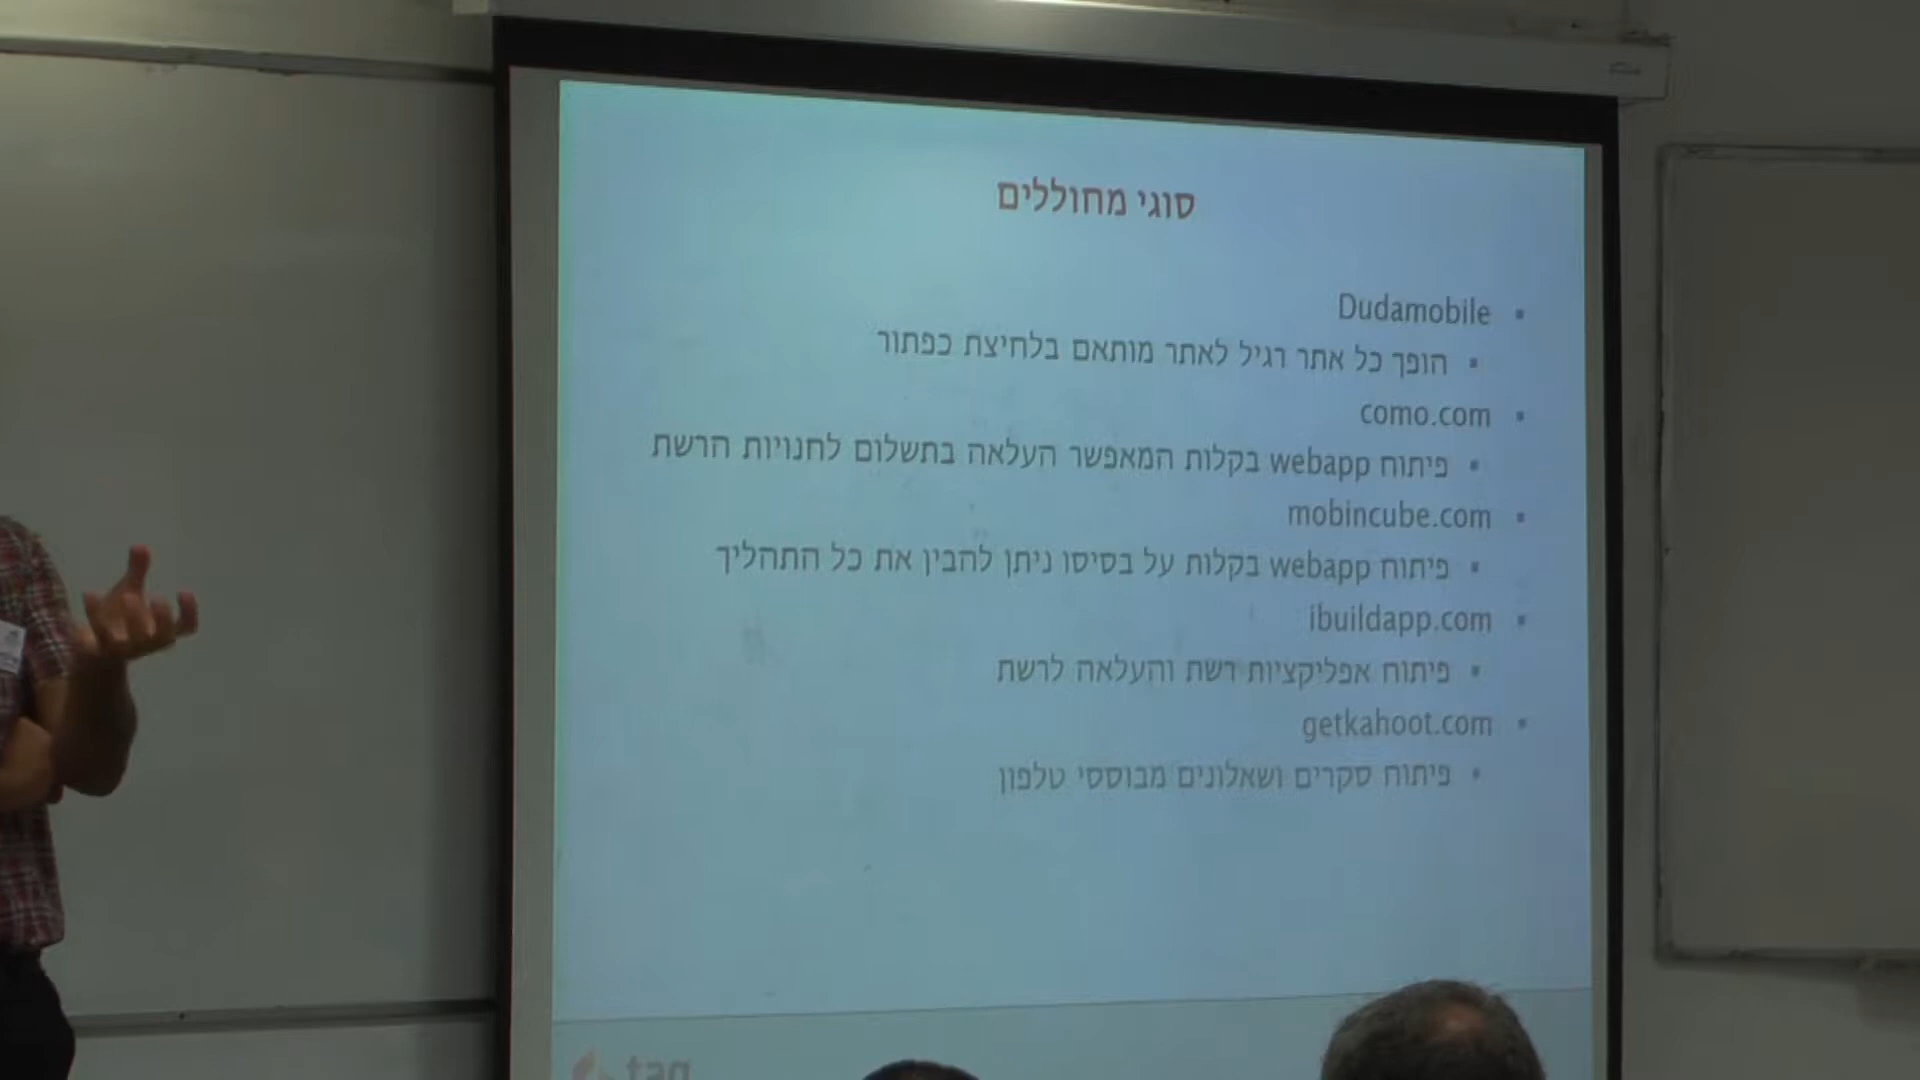 סוגי מחוללים
Dudamobile
הופך כל אתר רגיל לאתר מותאם בלחיצת כפתור
como.com
פיתוח webapp בקלות המאפשר העלאה בתשלום לחנויות הרשת
mobincube.com
פיתוח webapp בקלות על בסיסו ניתן להבין את כל התהליך
ibuildapp.com
פיתוח אפליקציות רשת והעלאה לרשת
getkahoot.com
פיתוח סקרים ושאלונים מבוססי טלפון
taq